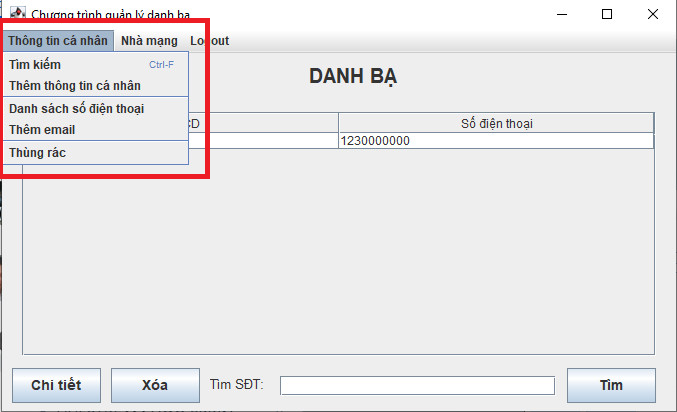 Chương trình quản lý danh bạ
Thông tin cá nhân Nhà mạng Logout
Tìm kiếm Ctrl-F
Thêm thông tin cá nhân
Danh sách số điện thoại
Thêm email
Thùng rác
DANH BẠ
CD Số điện thoại
1230000000
Chi tiết Xóa Tìm SĐT: Tìm